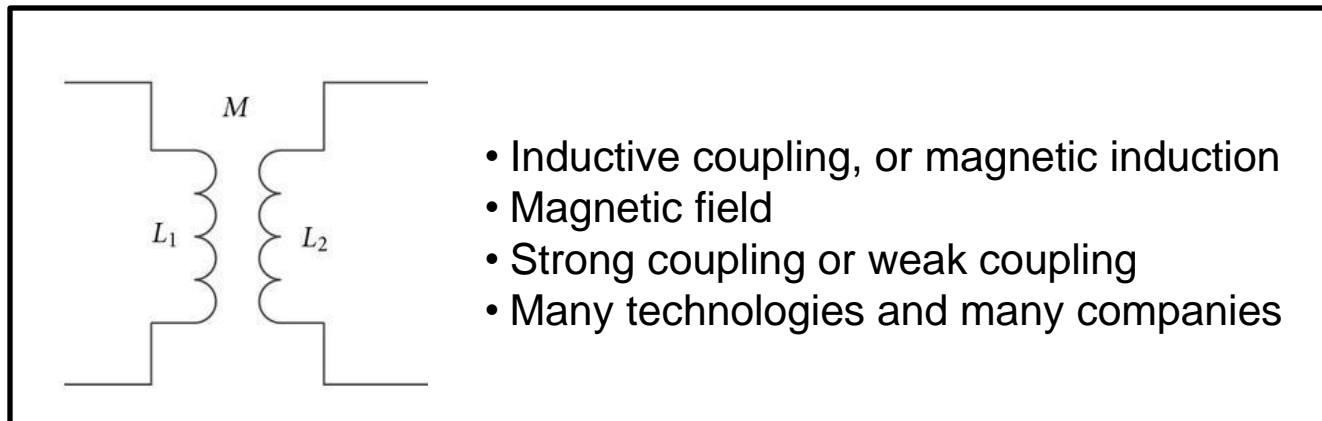 M
L₁
L₂
• Inductive coupling, or magnetic induction
• Magnetic field
• Strong coupling or weak coupling
• Many technologies and many companies